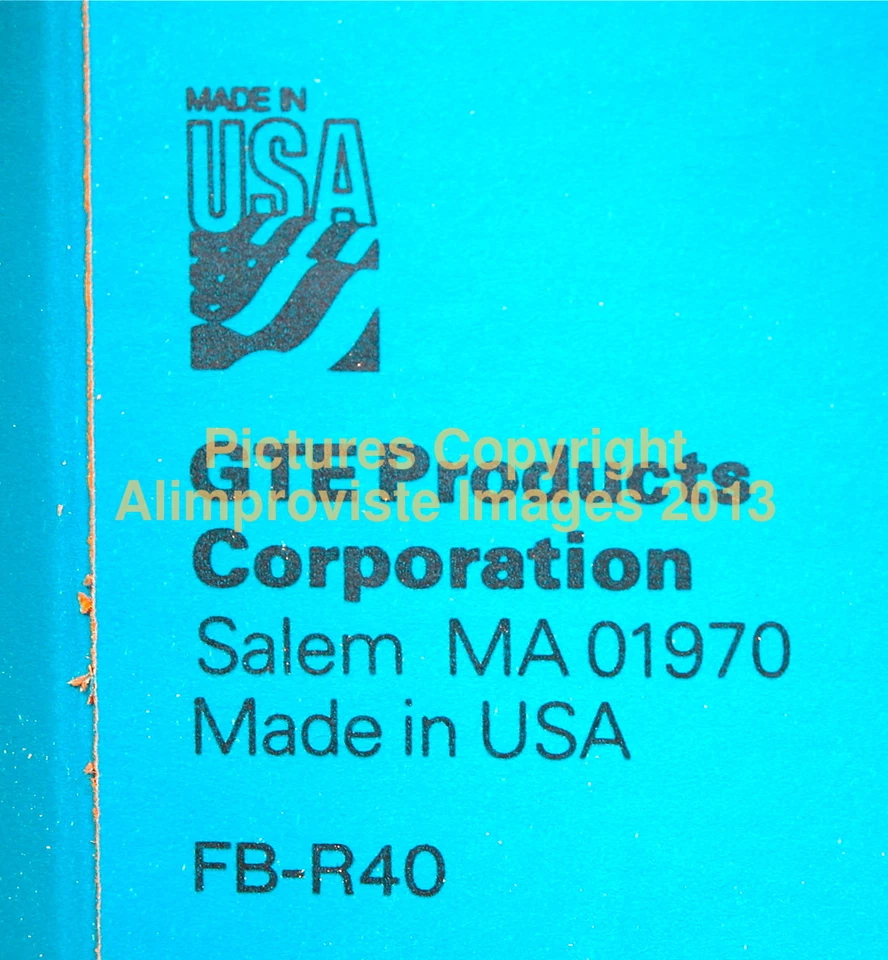 MADE IN
USA
Pictures Copyright
GTE Products
Alimproviste Images 2013
Corporation
Salem MA 01970
Made in USA
FB-R40